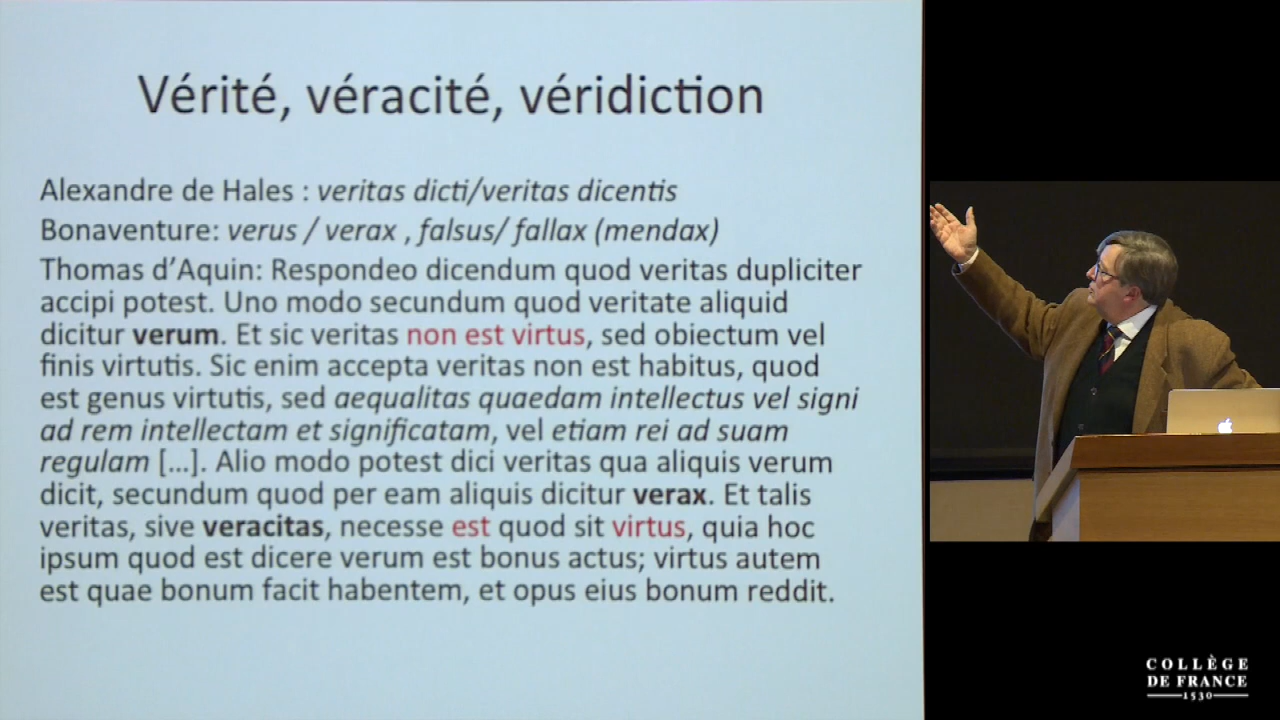 Vérité, véracité, véridiction
Alexandre de Hales : veritas dicti/veritas dicentis
Bonaventure: verus / verax , falsus/ fallax (mendax)
Thomas d’Aquin: Respondeo dicendum quod veritas dupliciter
accipi potest. Uno modo secundum quod veritate aliquid
dicitur verum. Et sic veritas non est virtus, sed obiectum vel
finis virtutis. Sic enim accepta veritas non est habitus, quod
est genus virtutis, sed aequalitas quaedam intellectus vel signi
ad rem intellectam et significatam, vel etiam rei ad suam
regulam [...]. Alio modo potest dici veritas qua aliquis verum
dicit, secundum quod per eam aliquis dicitur verax. Et talis
veritas, sive veracitas, necesse est quod sit virtus, quia hoc
ipsum quod est dicere verum est bonus actus; virtus autem
est quae bonum facit habentem, et opus eius bonum reddit.
COLLÈGE
DE FRANCE
1530